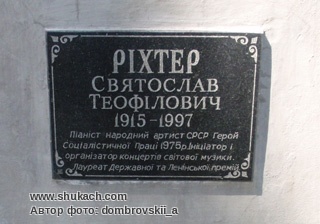 РІХТЕР
СВЯТОСЛАВ
ТЕОФІЛОВИЧ
1915-1997
Піаніст народний артист СРСР Герой
Соціалістичної Праці 1975р. Ініціатор і
організатор концертів світової музики.
Лауреат Державної та Ленінської премій
www.shukach.com
Автор фото: dombrovskii_a